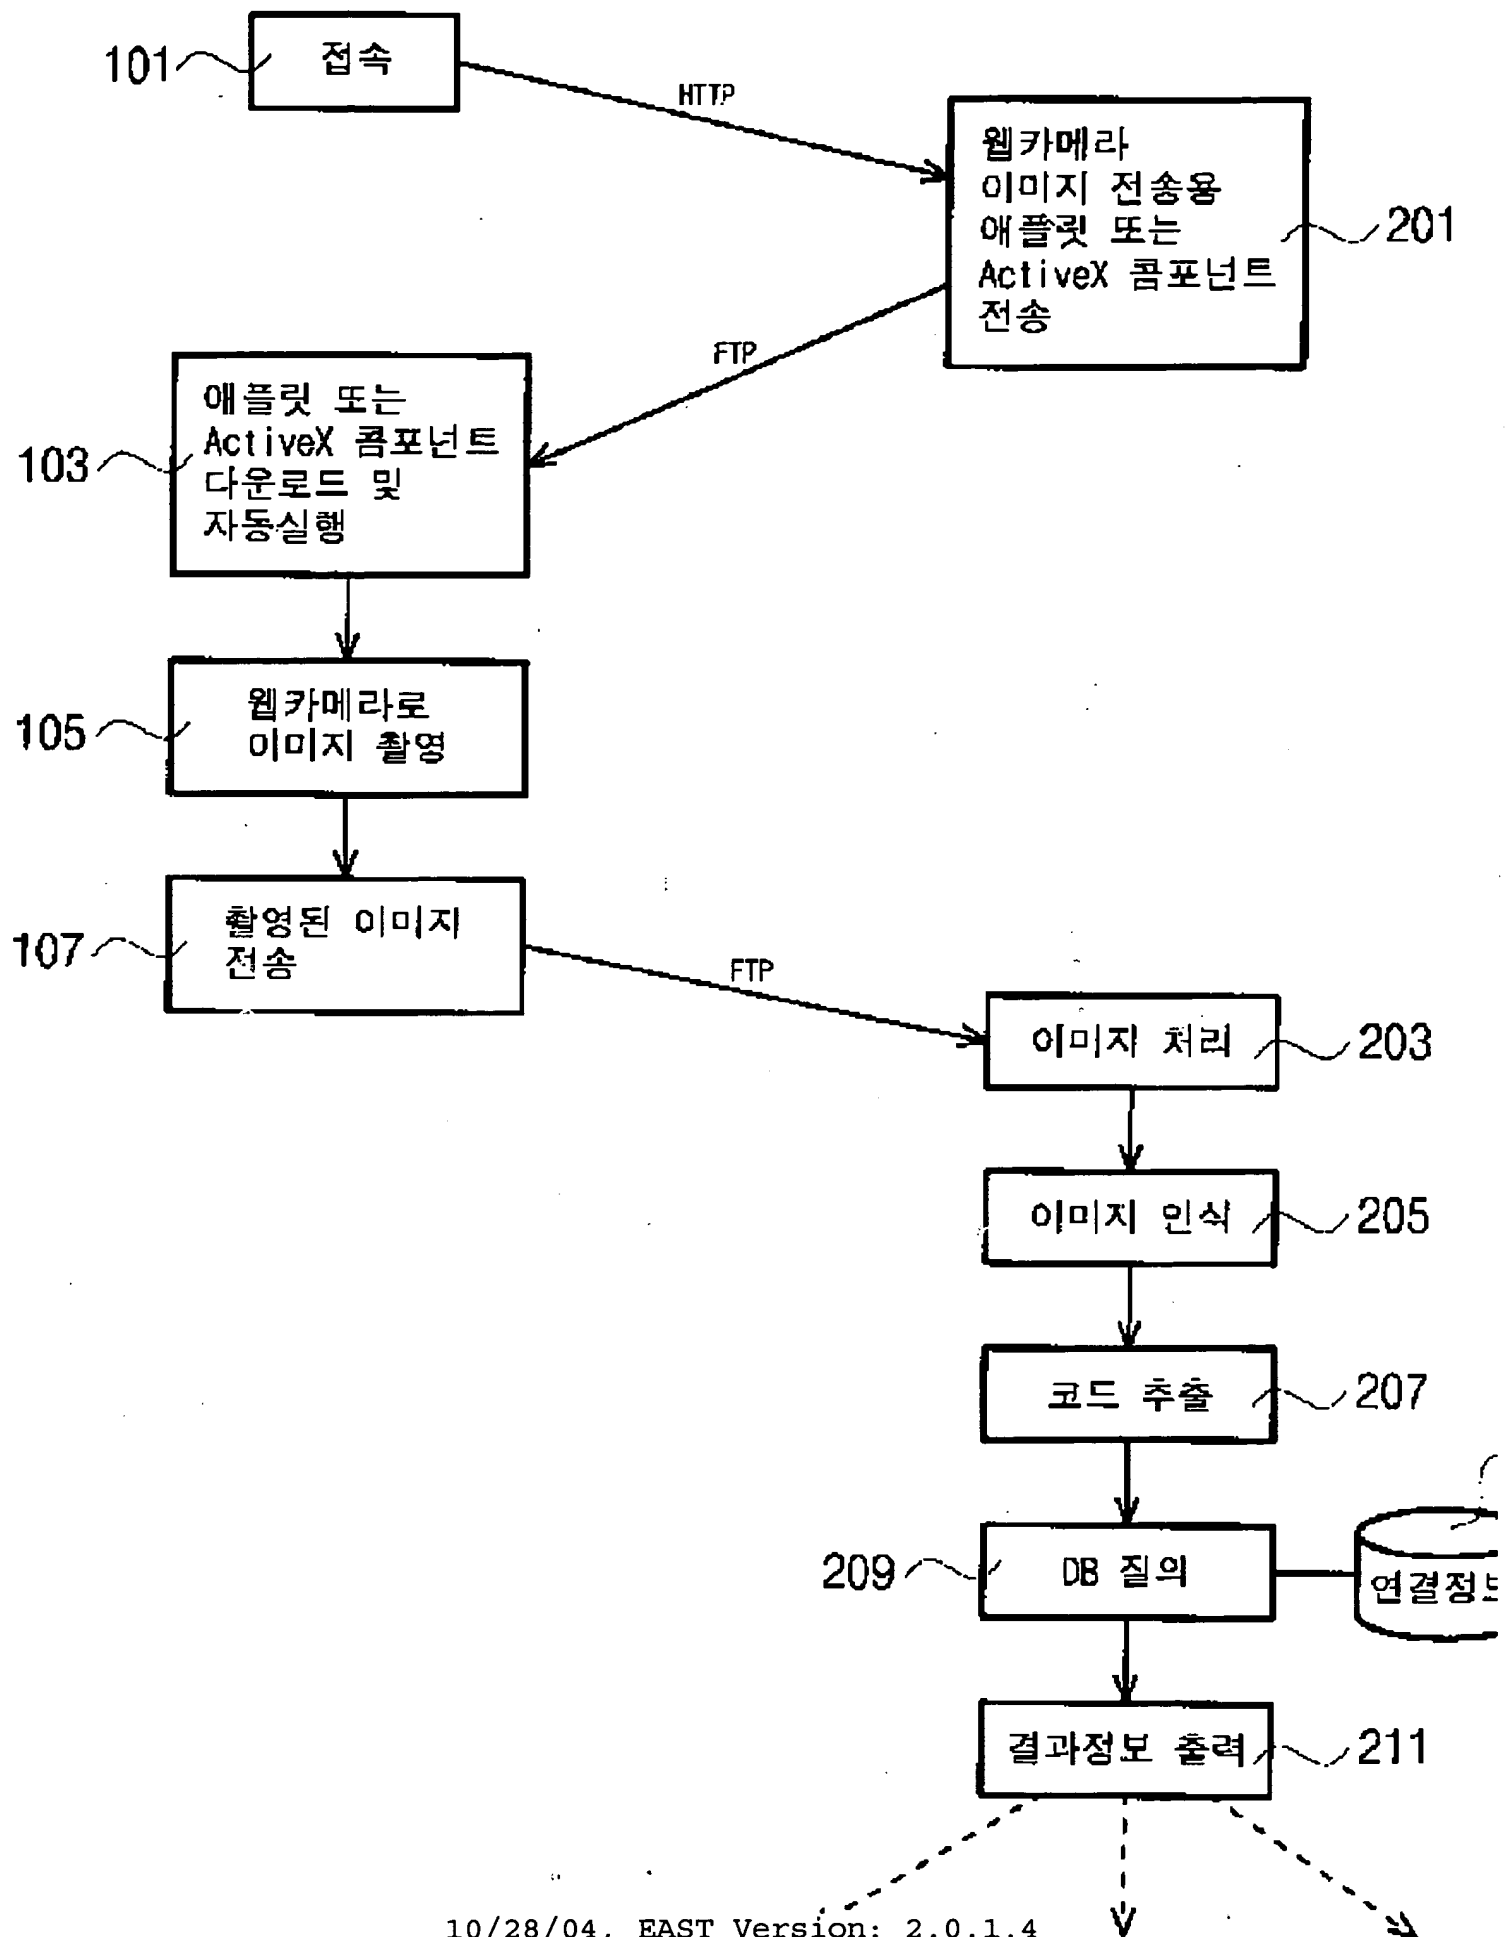 101
접속
HTTP
웹카메라
이미지 전송용
애플릿 또는
ActiveX 콤포넌트
전송
201
FTP
애플릿 또는
ActiveX 콤포넌트
다운로드 및
자동실행
103
웹카메라로
이미지 촬영
105
촬영된 이미지
전송
107
FTP
이미지 처리
203
이미지 인식
205
코드 추출
207
209
DB 질의
연결정보
결과정보 출력
211
10/28/04, EAST Version: 2.0.1.4